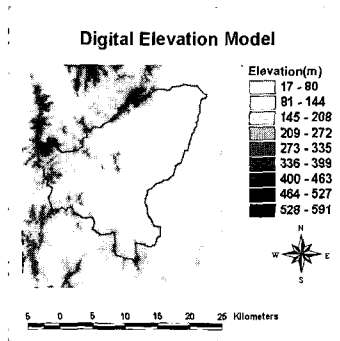 Digital Elevation Model
Elevation(m)
17 - 80
81 - 144
145 - 208
209 - 272
273 - 335
336 - 399
400 - 463
464 - 527
528 - 591
N
W E
S
5 0 5 10 15 20 25 Kilometers